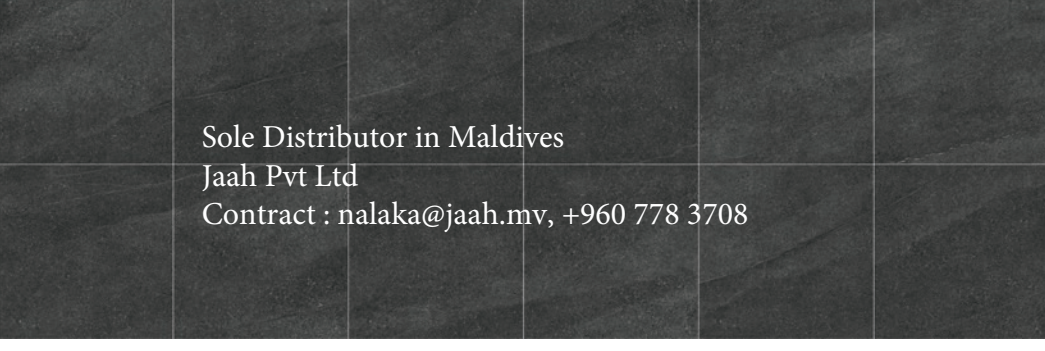 Sole Distributor in Maldives
Jaah Pvt Ltd
Contract : nalaka@jaah.mv, +960 778 3708